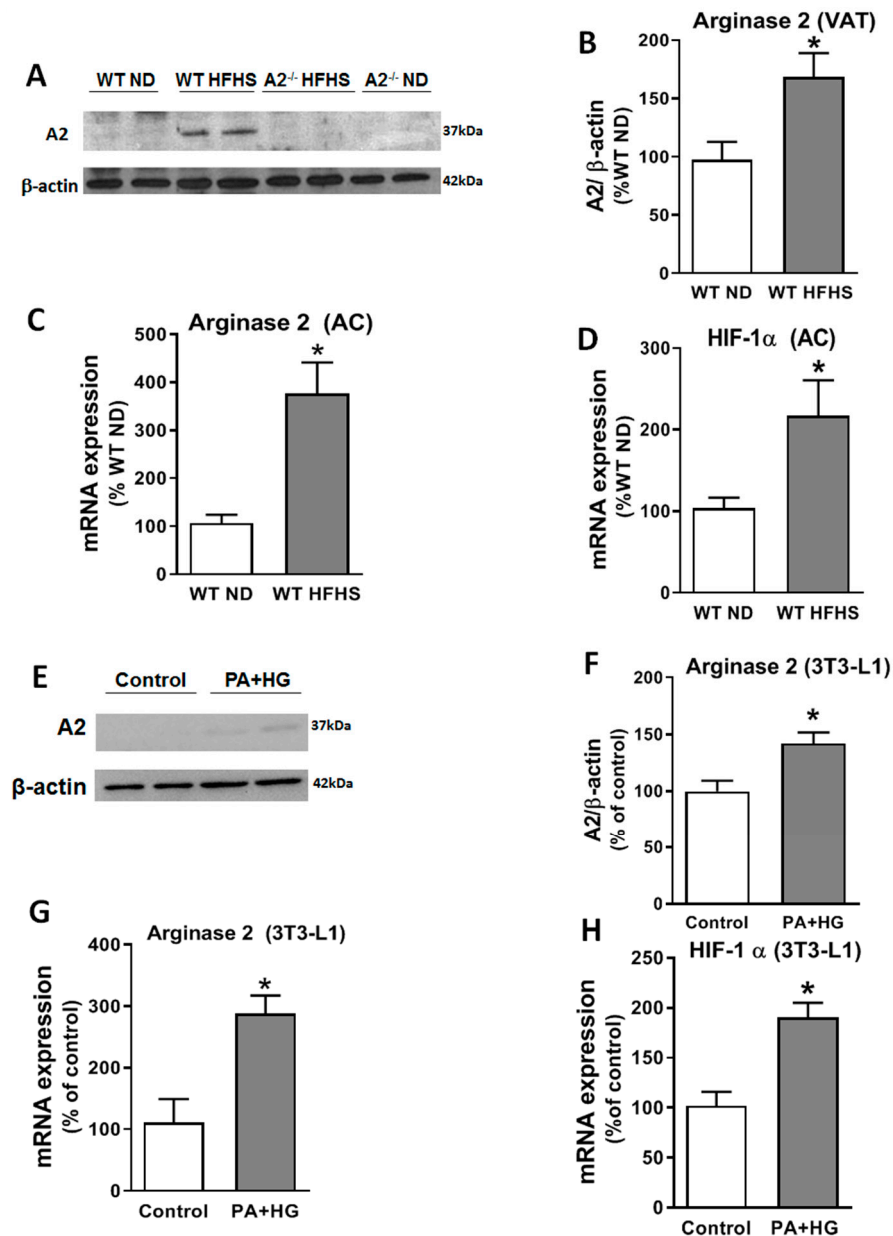 A
WT ND WT HFHS A2-/- HFHS A2-/- ND
A2
37kDa
β-actin
42kDa
B
Arginase 2 (VAT)
A2/ β-actin
(%WT ND)
200
150
100
50
0
*
WT ND WT HFHS
C
Arginase 2 (AC)
mRNA expression
(% WT ND)
500
400
300
200
100
0
*
WT ND WT HFHS
D
HIF-1α (AC)
mRNA expression
(%WT ND)
300
200
100
0
*
WT ND WT HFHS
E
Control PA+HG
A2
37kDa
β-actin
42kDa
F
Arginase 2 (3T3-L1)
A2/β-actin
(% of control)
200
150
100
50
0
*
Control PA+HG
G
Arginase 2 (3T3-L1)
mRNA expression
(% of control)
400
300
200
100
0
*
Control PA+HG
H
HIF-1 α (3T3-L1)
mRNA expression
(%of control)
250
200
150
100
50
0
*
Control PA+HG